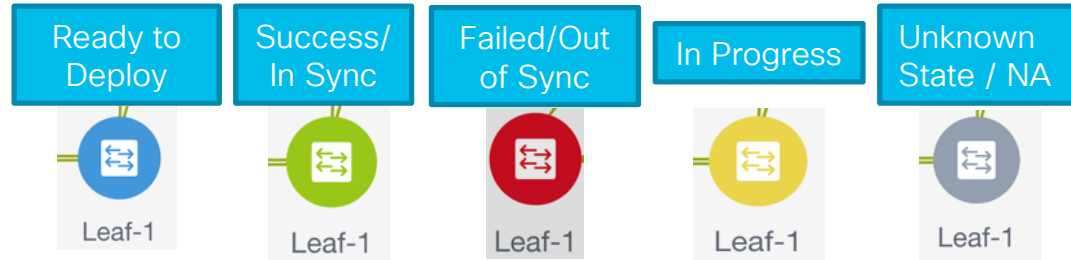 Ready to
Deploy
Success/
In Sync
Failed/Out
of Sync
In Progress
Unknown
State / NA
Leaf-1
Leaf-1
Leaf-1
Leaf-1
Leaf-1